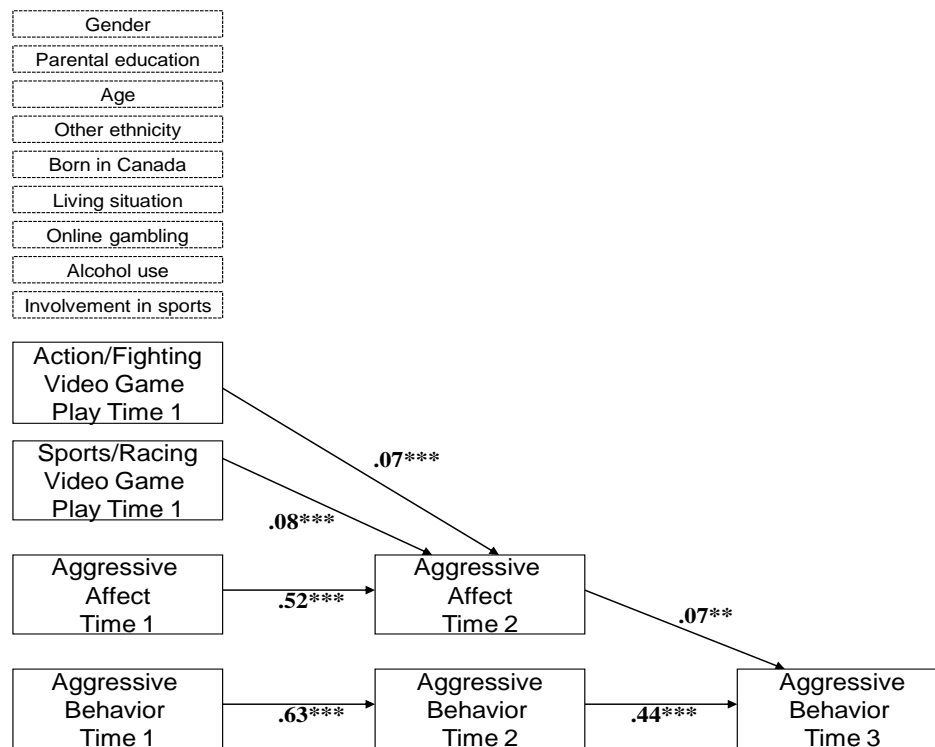 Gender
Parental education
Age
Other ethnicity
Born in Canada
Living situation
Online gambling
Alcohol use
Involvement in sports
Action/Fighting
Video Game
Play Time 1
Sports/Racing
Video Game
Play Time 1
.07***
.08***
Aggressive
Affect
Time 1
.52***
Aggressive
Affect
Time 2
.07**
Aggressive
Behavior
Time 1
.63***
Aggressive
Behavior
Time 2
.44***
Aggressive
Behavior
Time 3